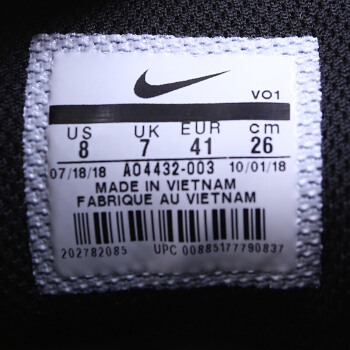 VO1
US UK EUR cm
8 7 41 26
07/18/18 AO4432-003 10/01/18
MADE IN VIETNAM
FABRIQUE AU VIETNAM
202782085 UPC 00885177790837